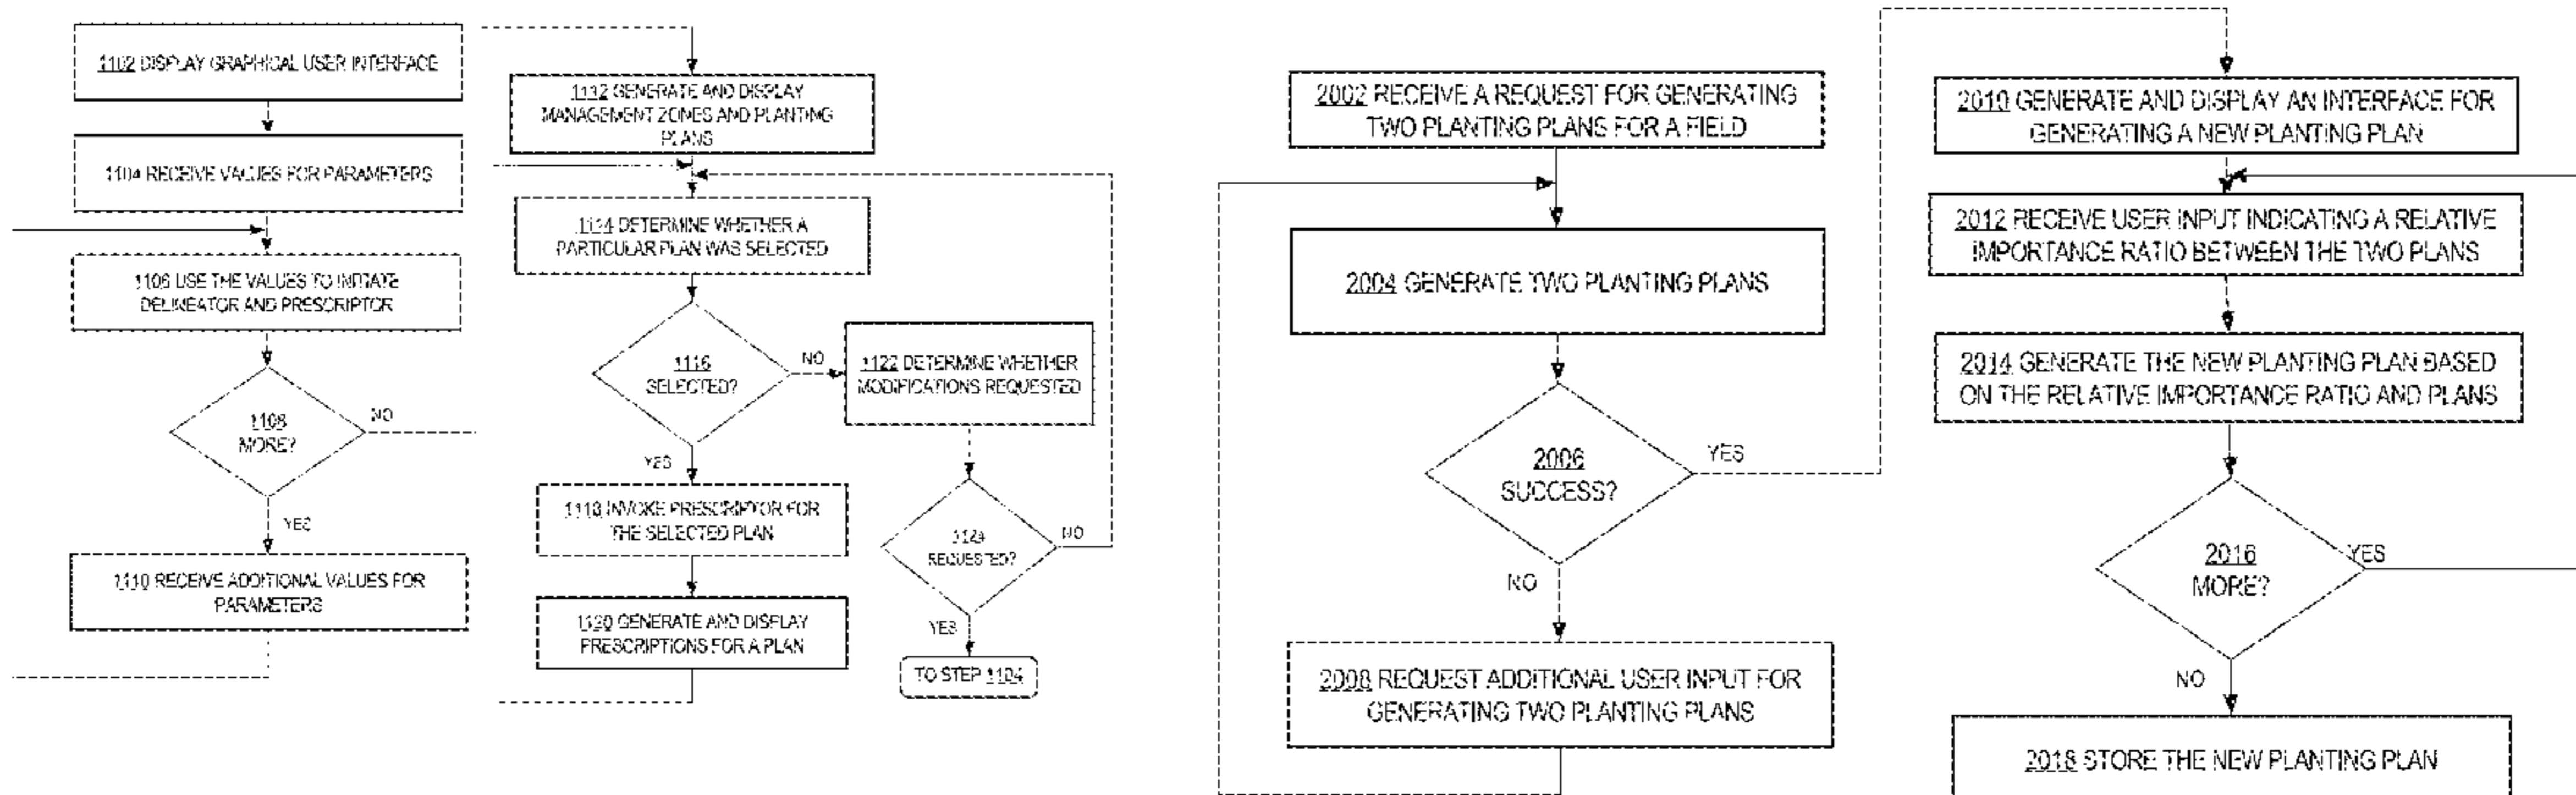 1102 DISPLAY GRAPHICAL USER INTERFACE
1104 RECEIVE VALUES FOR PARAMETERS
1106 USE THE VALUES TO INITIATE
DELINEATOR AND PRESCRIPTOR
1108
MORE?
NO
YES
1110 RECEIVE ADDITIONAL VALUES FOR
PARAMETERS
1112 GENERATE AND DISPLAY
MANAGEMENT ZONES AND PLANTING
PLANS
1114 DETERMINE WHETHER A
PARTICULAR PLAN WAS SELECTED
1116
SELECTED?
NO
YES
1122 DETERMINE WHETHER
MODIFICATIONS REQUESTED
1118 INVOKE PRESCRIPTOR FOR
THE SELECTED PLAN
1124
REQUESTED?
NO
YES
1120 GENERATE AND DISPLAY
PRESCRIPTIONS FOR A PLAN
TO STEP 1104
2002 RECEIVE A REQUEST FOR GENERATING
TWO PLANTING PLANS FOR A FIELD
2004 GENERATE TWO PLANTING PLANS
2006
SUCCESS?
YES
NO
2008 REQUEST ADDITIONAL USER INPUT FOR
GENERATING TWO PLANTING PLANS
2010 GENERATE AND DISPLAY AN INTERFACE FOR
GENERATING A NEW PLANTING PLAN
2012 RECEIVE USER INPUT INDICATING A RELATIVE
IMPORTANCE RATIO BETWEEN THE TWO PLANS
2014 GENERATE THE NEW PLANTING PLAN BASED
ON THE RELATIVE IMPORTANCE RATIO AND PLANS
2016
MORE?
YES
NO
2018 STORE THE NEW PLANTING PLAN